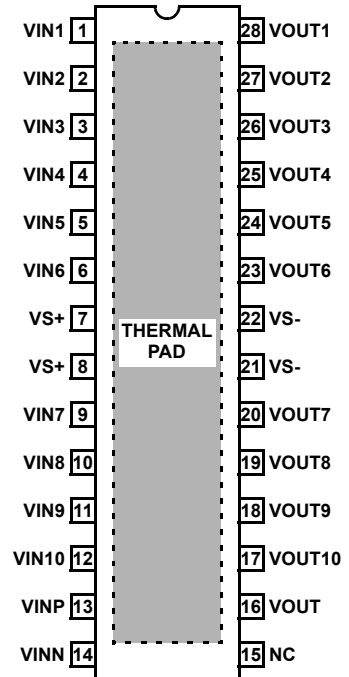 VIN1 1 28 VOUT1
VIN2 2 27 VOUT2
VIN3 3 26 VOUT3
VIN4 4 25 VOUT4
VIN5 5 24 VOUT5
VIN6 6 23 VOUT6
VS+ 7 22 VS-
THERMAL
PAD
VS+ 8 21 VS-
VIN7 9 20 VOUT7
VIN8 10 19 VOUT8
VIN9 11 18 VOUT9
VIN10 12 17 VOUT10
VINP 13 16 VOUT
VINN 14 15 NC